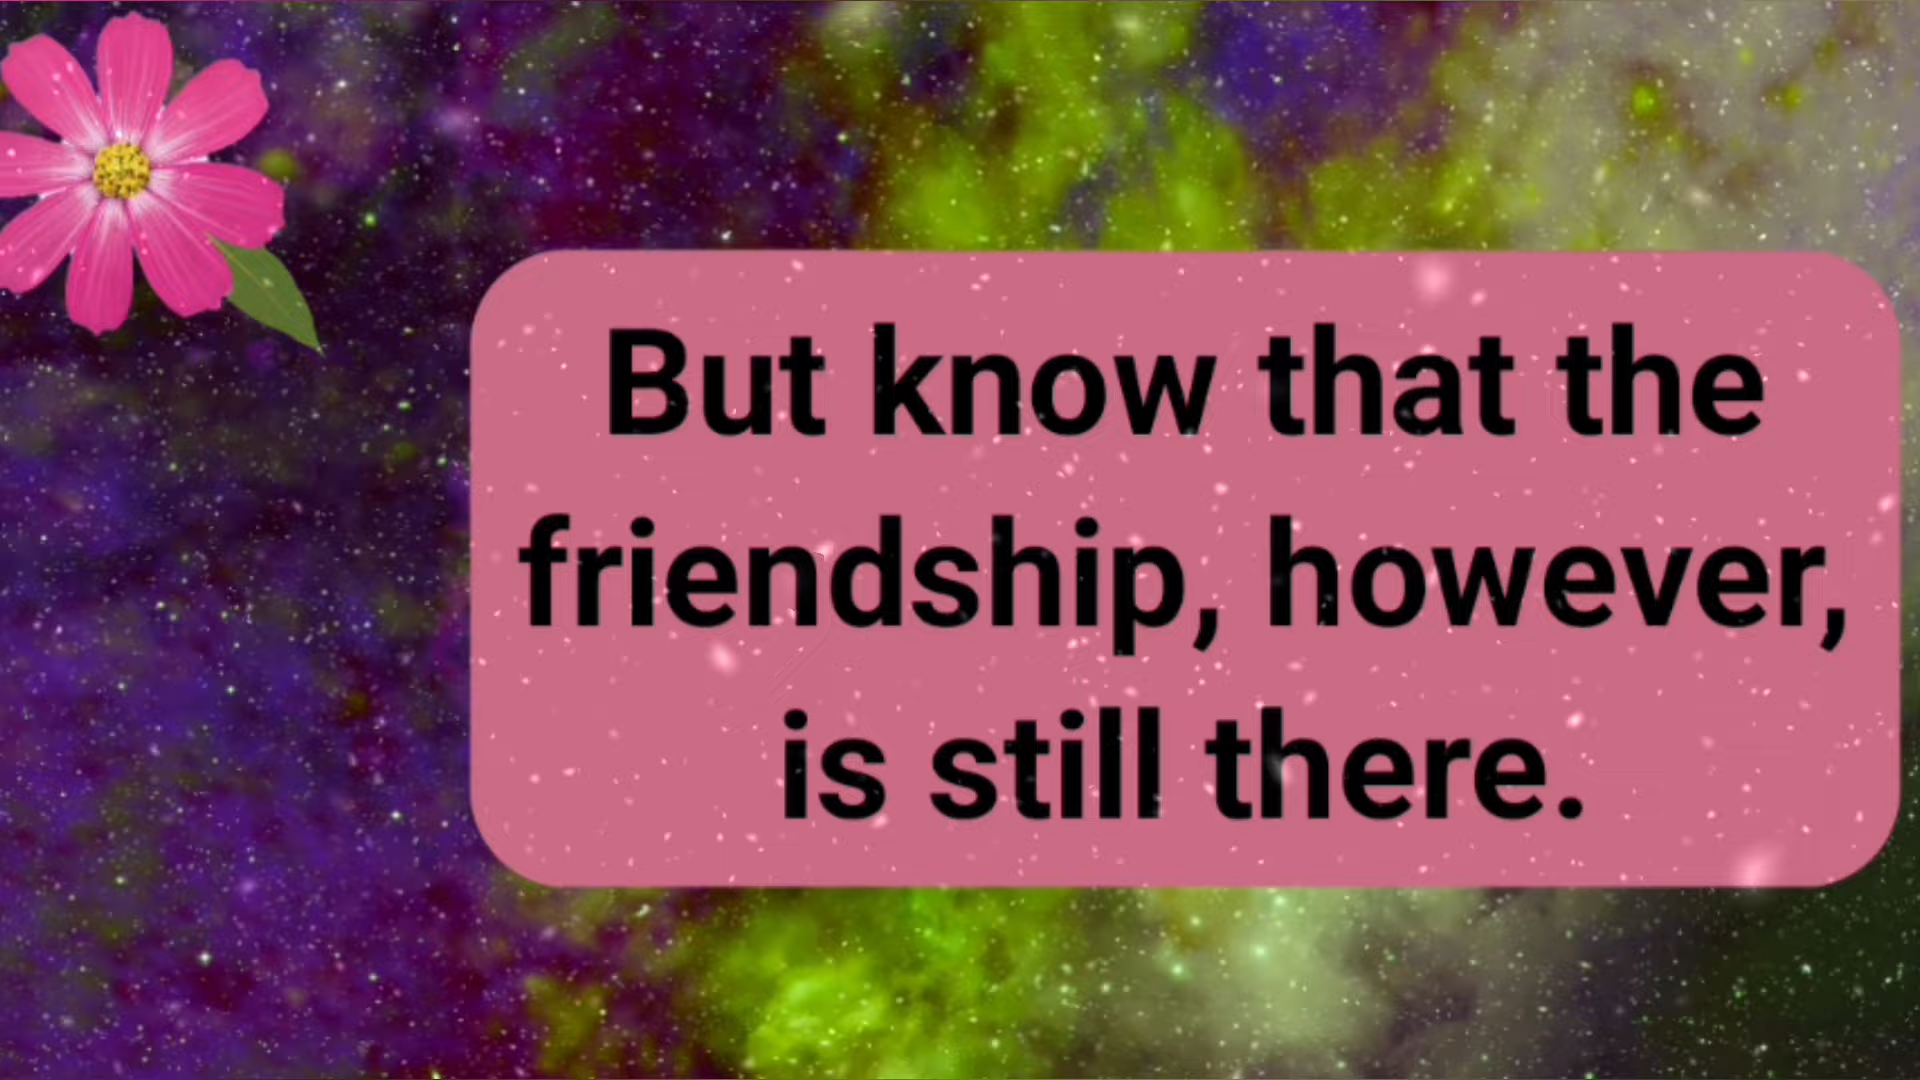 But know that the
friendship, however,
is still there.